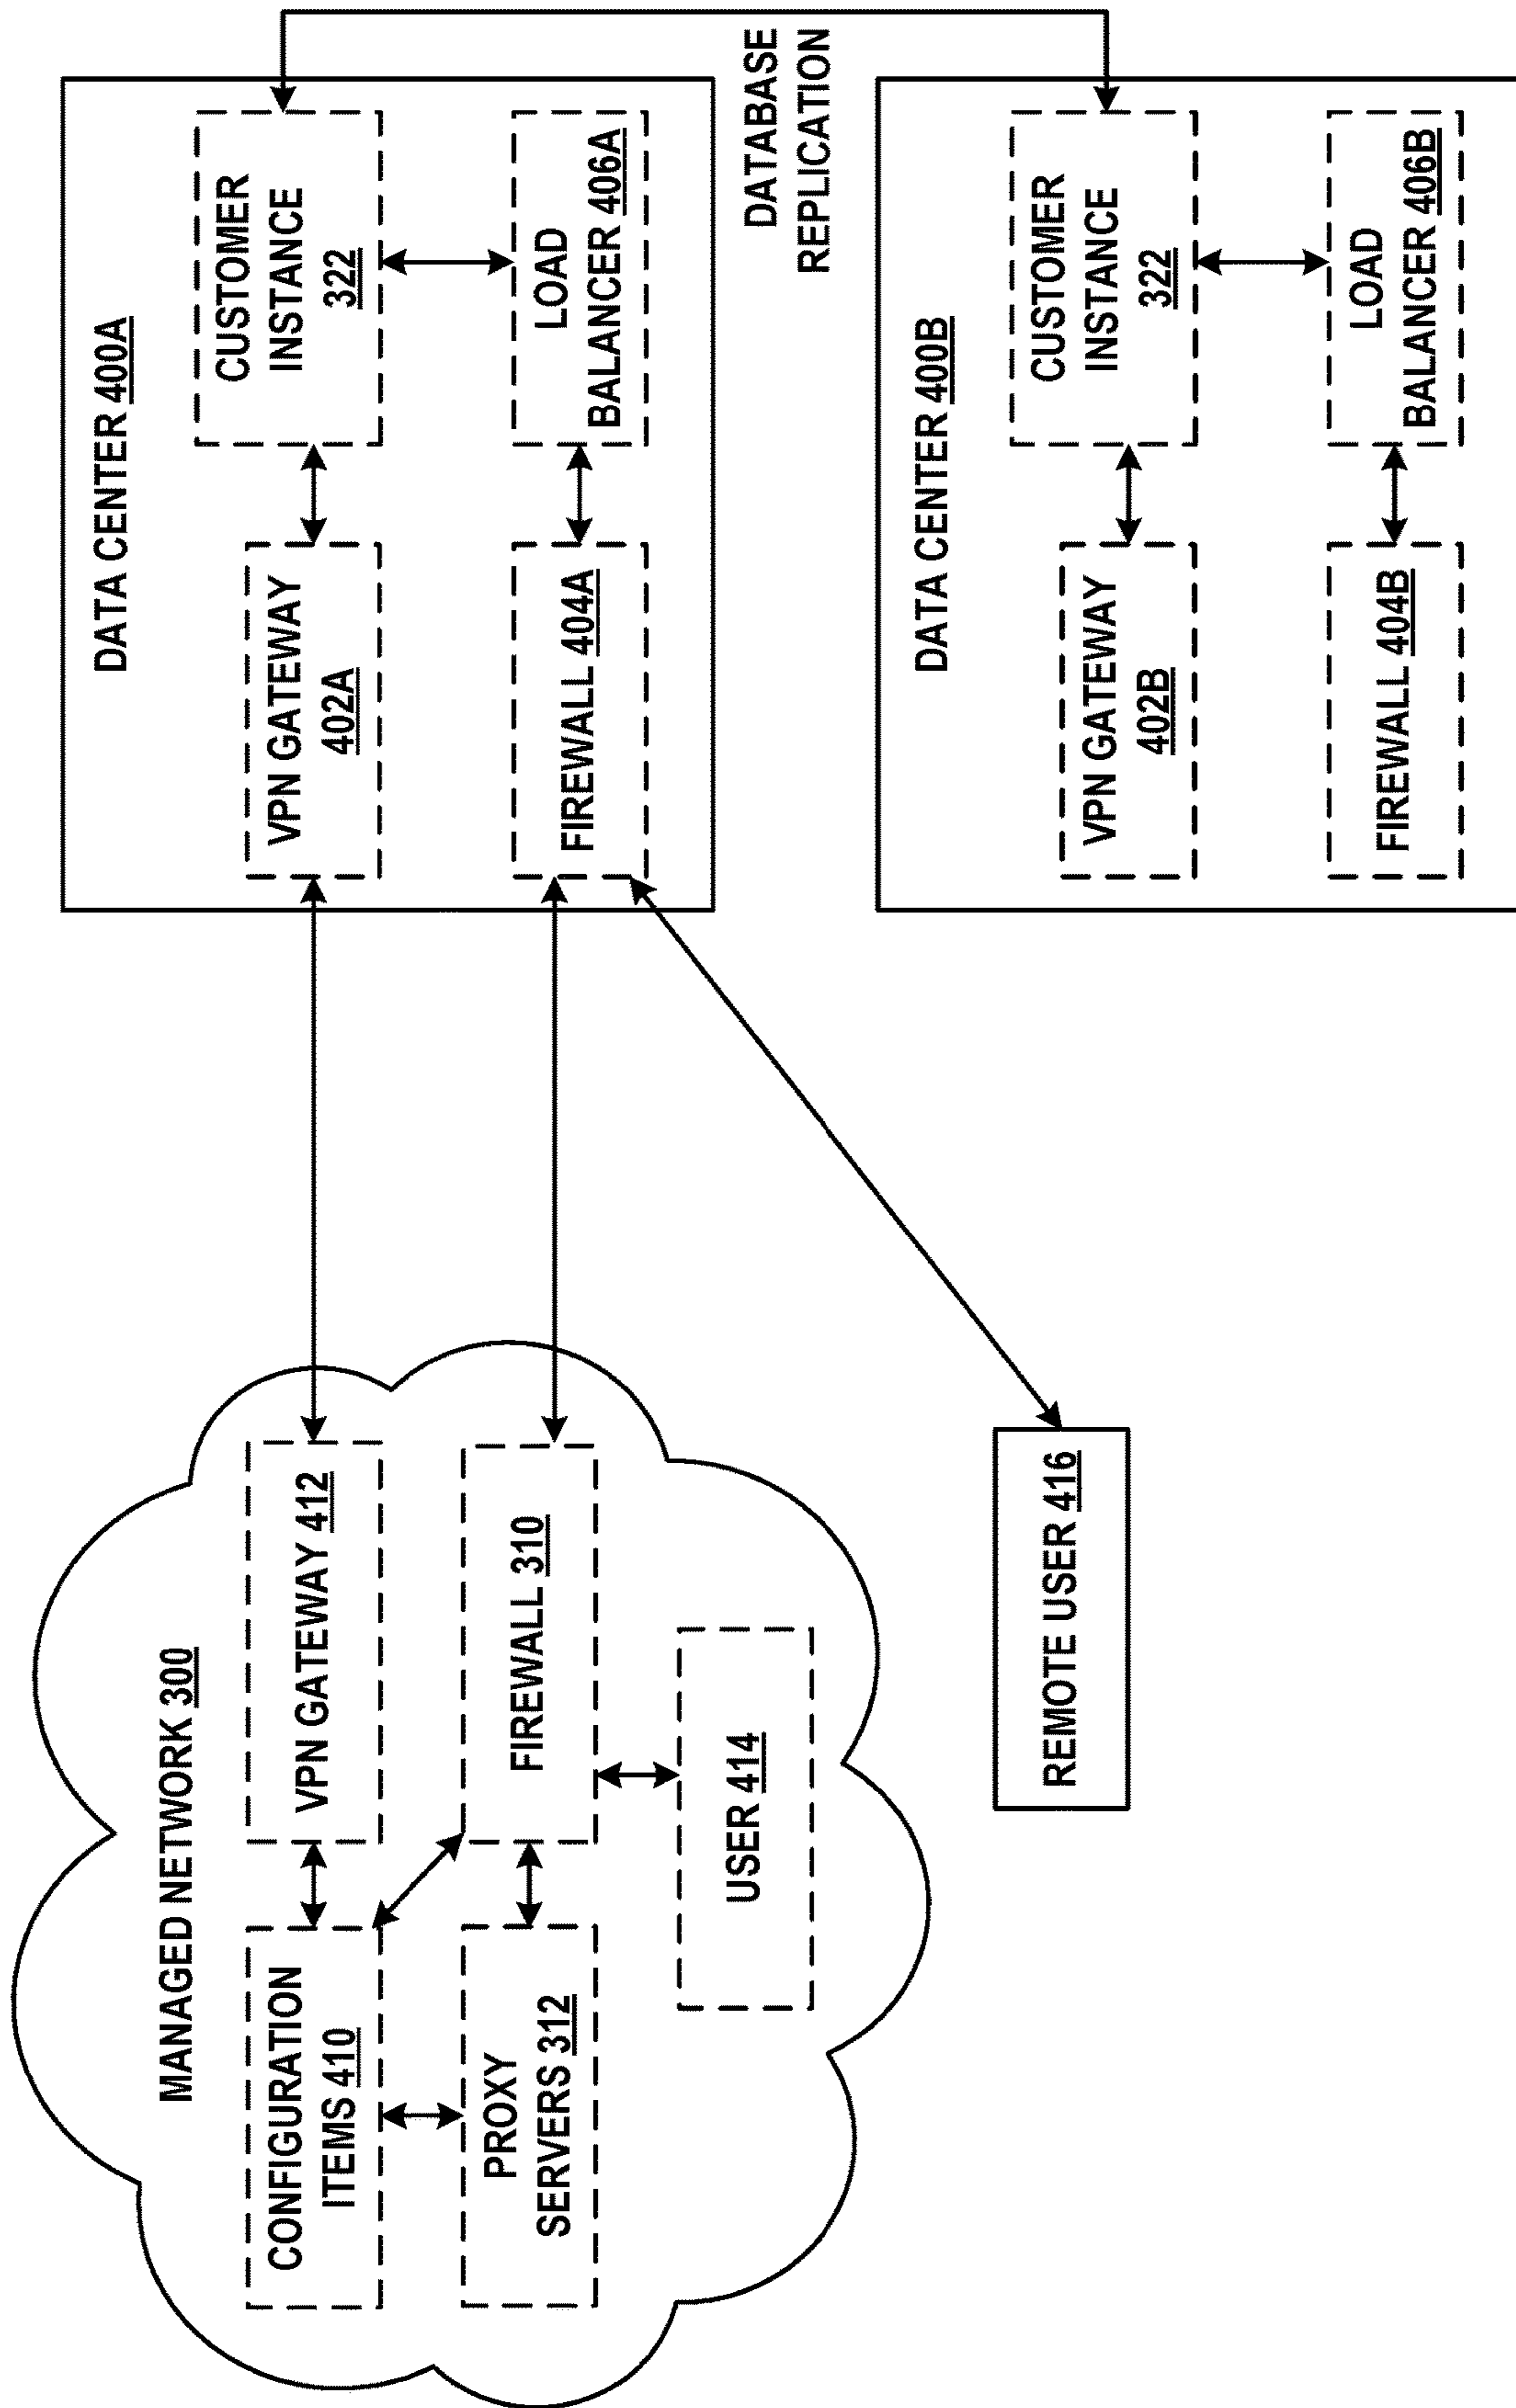 MANAGED NETWORK 300
CONFIGURATION
ITEMS 410
VPN GATEWAY 412
PROXY
SERVERS 312
FIREWALL 310
USER 414
REMOTE USER 416
DATA CENTER 400A
VPN GATEWAY
402A
CUSTOMER
INSTANCE
322
FIREWALL 404A
LOAD
BALANCER 406A
DATABASE
REPLICATION
DATA CENTER 400B
VPN GATEWAY
402B
CUSTOMER
INSTANCE
322
FIREWALL 404B
LOAD
BALANCER 406B